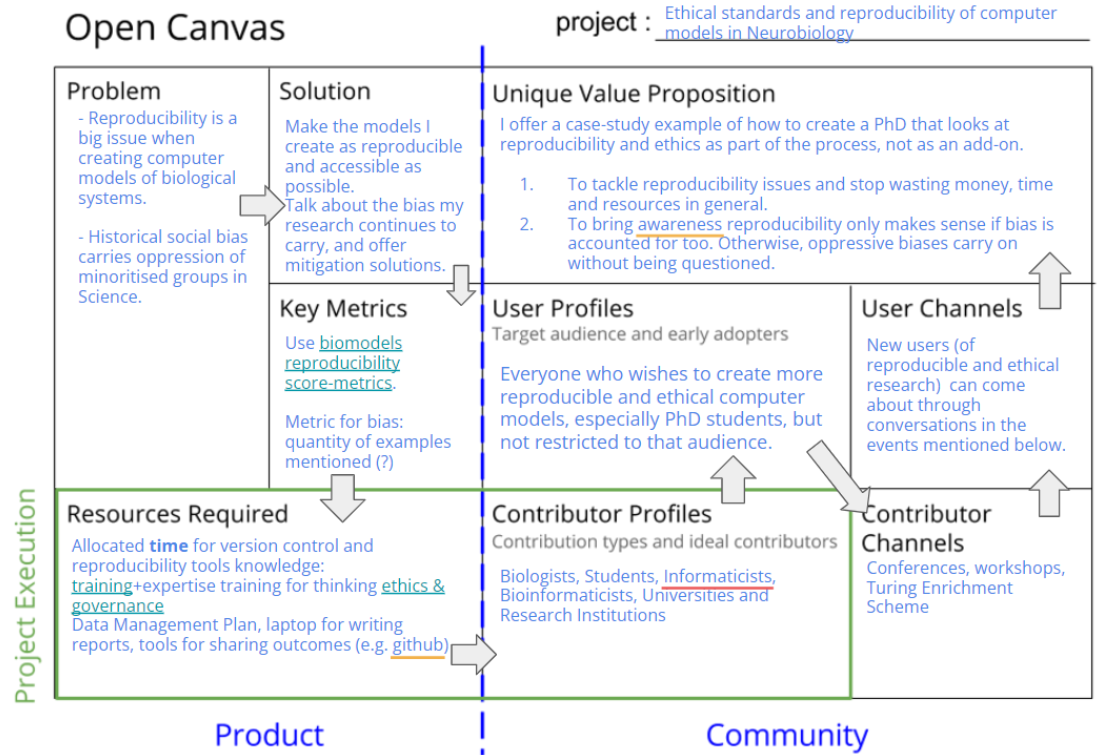 Open Canvas
project :
Ethical standards and reproducibility of computer
models in Neurobiology
Problem
- Reproducibility is a
big issue when
creating computer
models of biological
systems.
- Historical social bias
carries oppression of
minoritised groups in
Science.
Solution
Make the models I
create as reproducible
and accessible as
possible.
Talk about the bias my
research continues to
carry, and offer
mitigation solutions.
Unique Value Proposition
I offer a case-study example of how to create a PhD that looks at
reproducibility and ethics as part of the process, not as an add-on.
1. To tackle reproducibility issues and stop wasting money, time
and resources in general.
2. To bring awareness reproducibility only makes sense if bias is
accounted for too. Otherwise, oppressive biases carry on
without being questioned.
Key Metrics
Use biomodels
reproducibility
score-metrics.
Metric for bias:
quantity of examples
mentioned (?)
User Profiles
Target audience and early adopters
Everyone who wishes to create more
reproducible and ethical computer
models, especially PhD students, but
not restricted to that audience.
User Channels
New users (of
reproducible and ethical
research) can come
about through
conversations in the
events mentioned below.
Project Execution
Resources Required
Allocated time for version control and
reproducibility tools knowledge:
training+expertise training for thinking ethics &
governance
Data Management Plan, laptop for writing
reports, tools for sharing outcomes (e.g. github)
Contributor Profiles
Contribution types and ideal contributors
Biologists, Students, Informaticists,
Bioinformaticists, Universities and
Research Institutions
Contributor
Channels
Conferences, workshops,
Turing Enrichment
Scheme
Product
Community